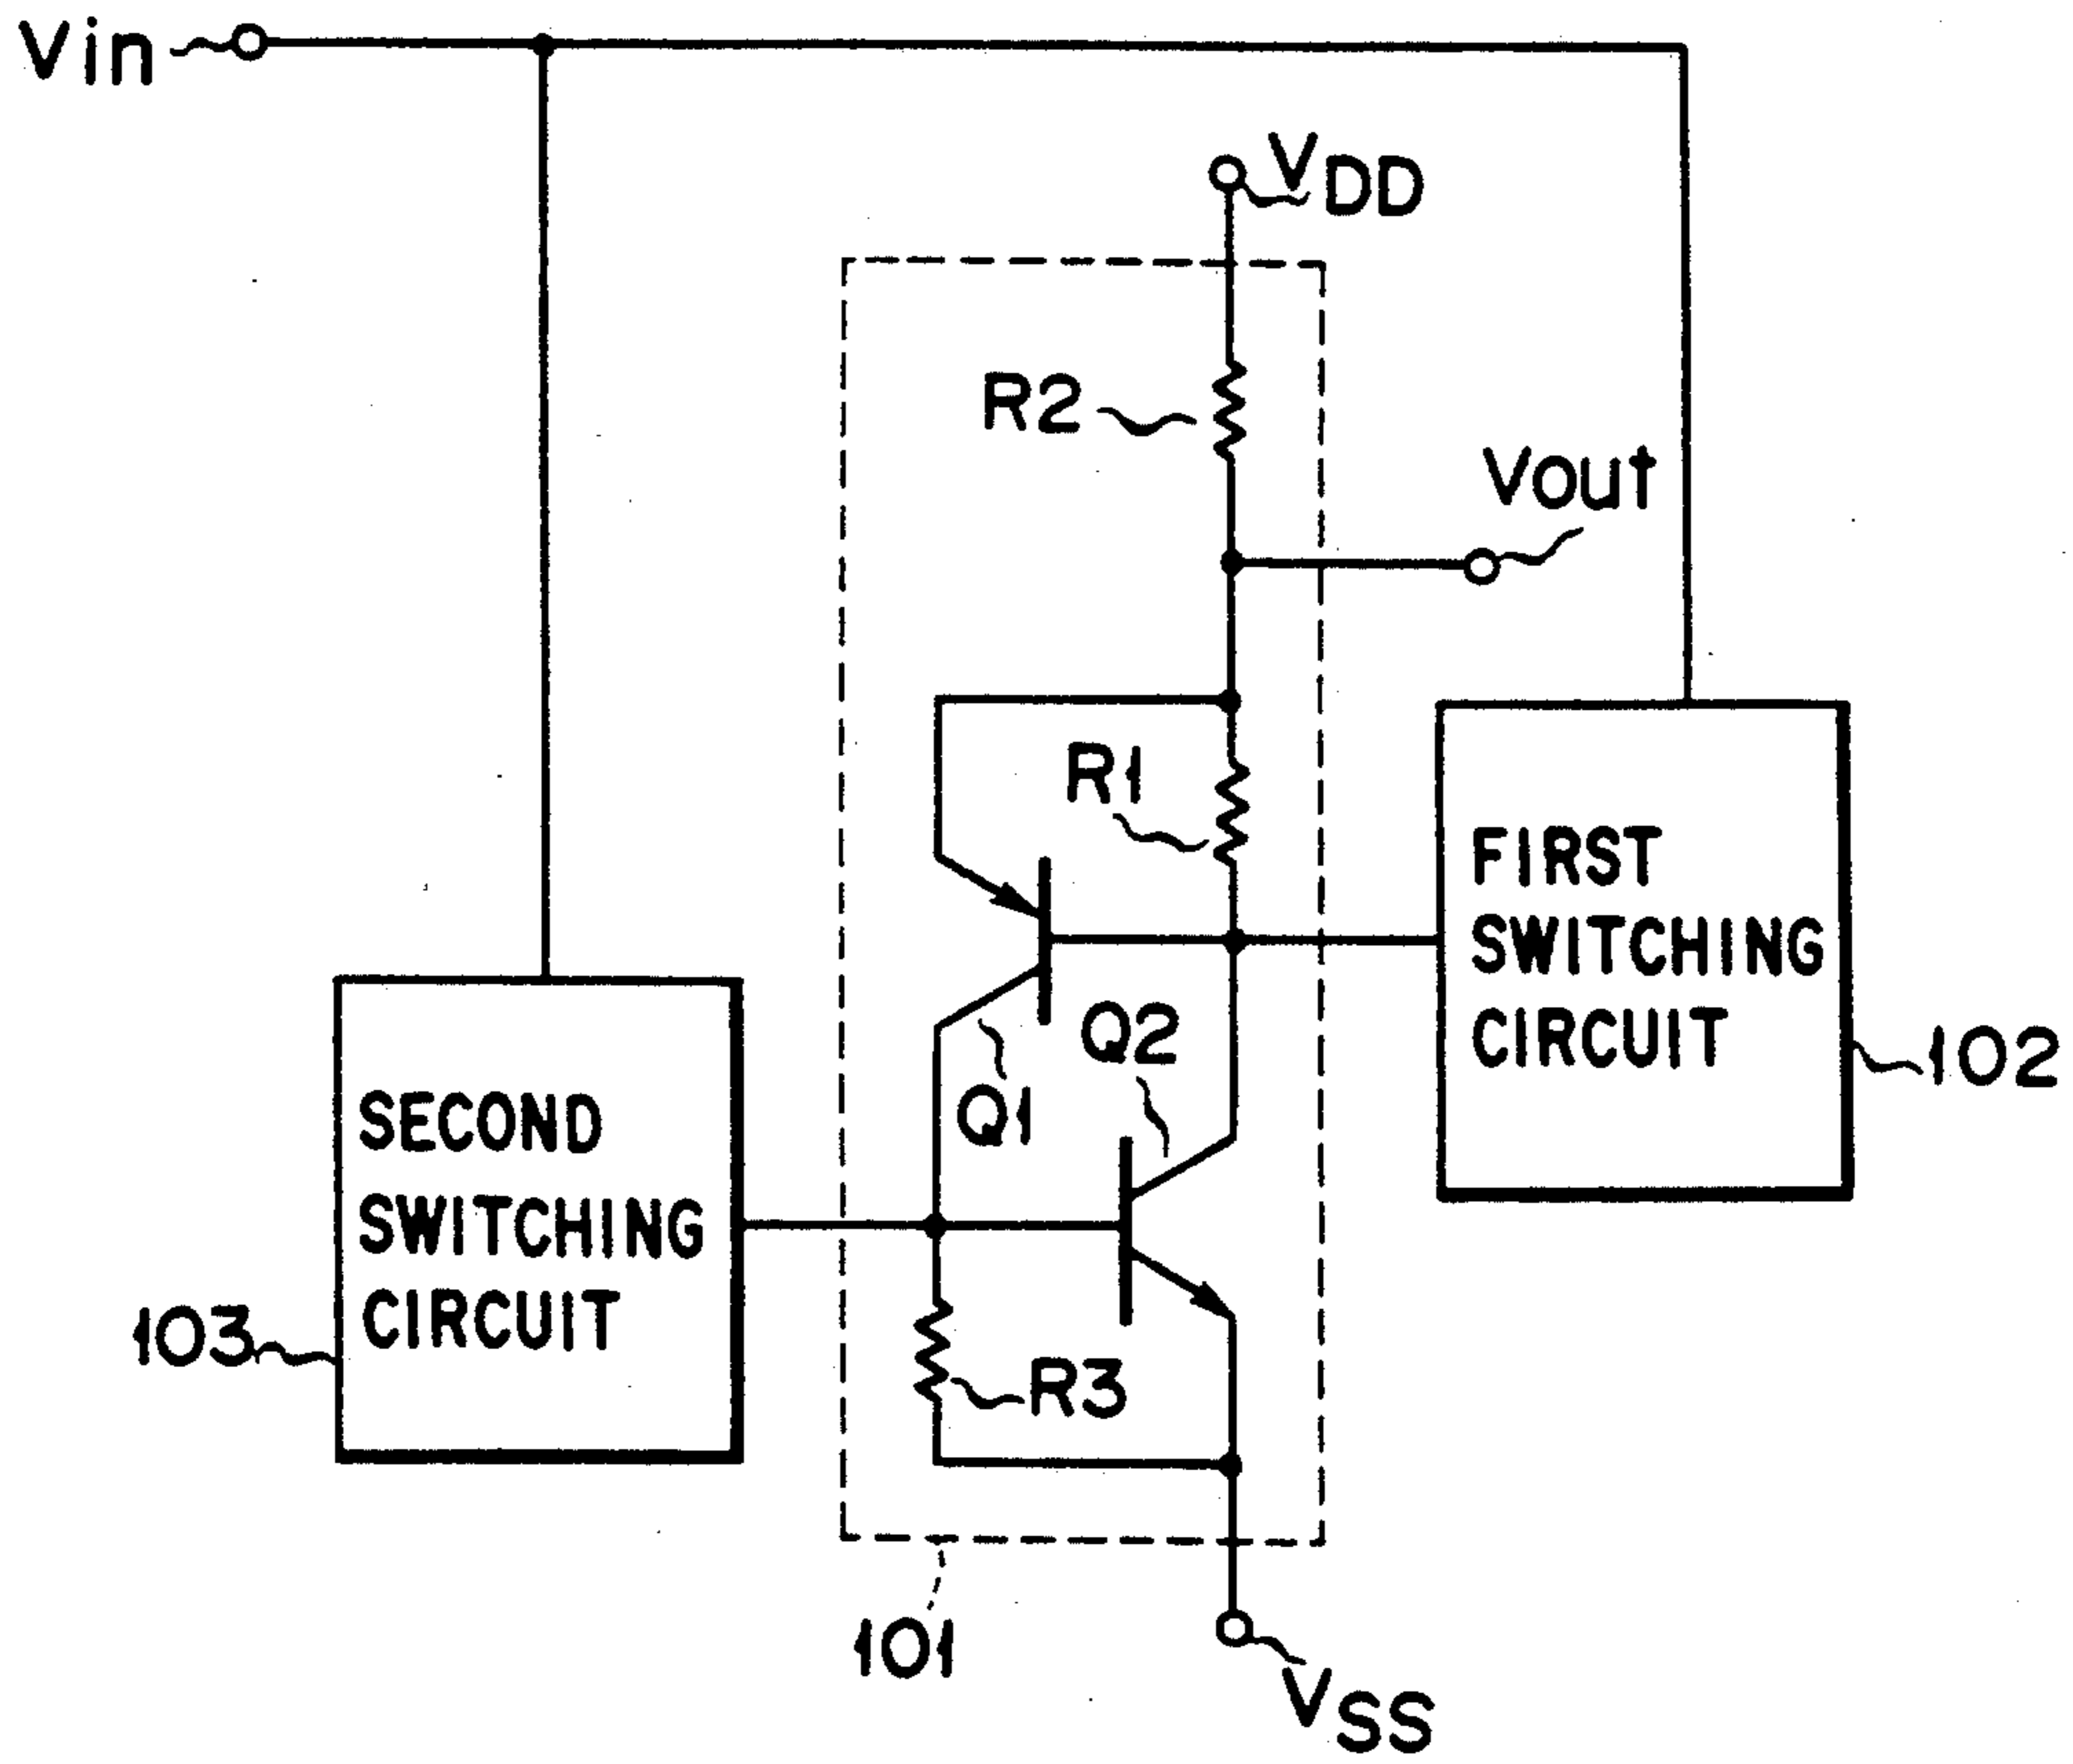 Vin
VDD
R2
Vout
R1
FIRST
SWITCHING
CIRCUIT
Q2
102
Q1
SECOND
SWITCHING
CIRCUIT
103
R3
101
VSS